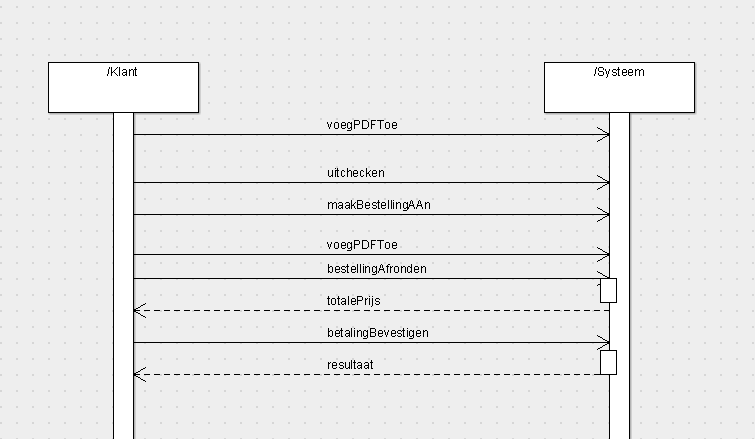 /Klant
/Systeem
voegPDFToe
uitchecken
maakBestellingAAn
voegPDFToe
bestellingAfronden
totalePrijs
betalingBevestigen
resultaat